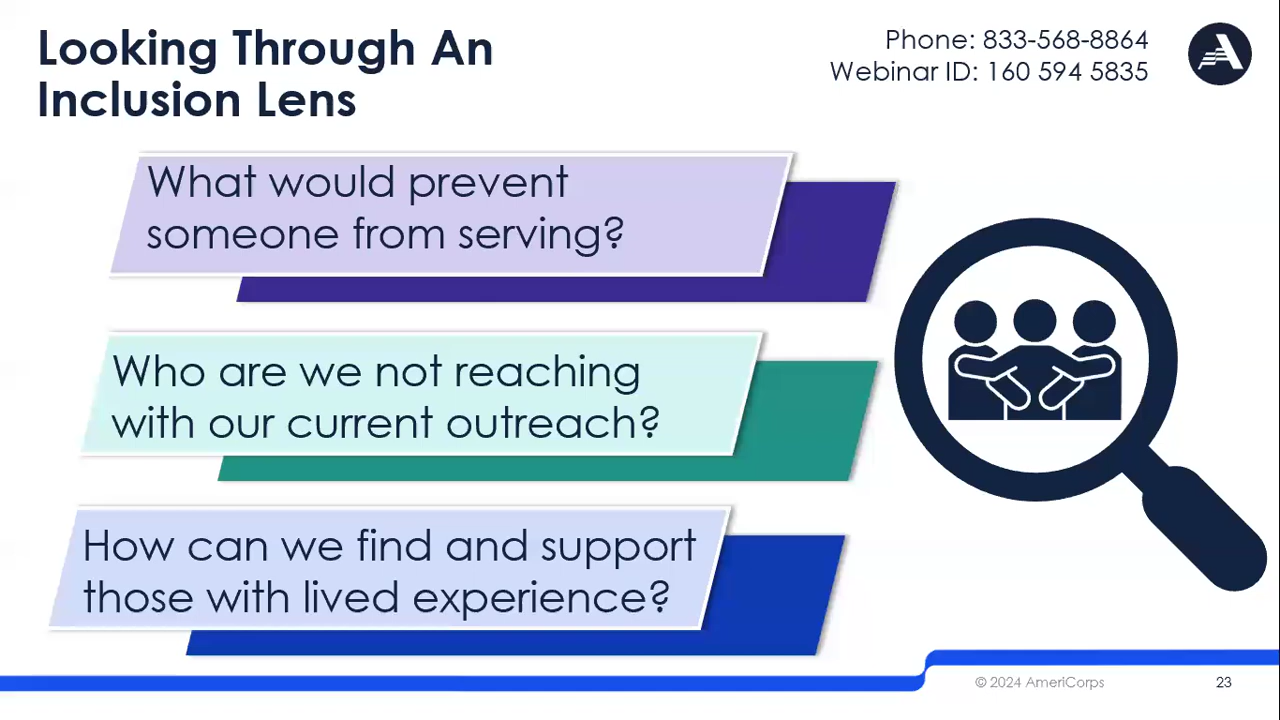 Looking Through An
Inclusion Lens
Phone: 833-568-8864
Webinar ID: 160 594 5835
What would prevent
someone from serving?
Who are we not reaching
with our current outreach?
How can we find and support
those with lived experience?
© 2024 AmeriCorps
23